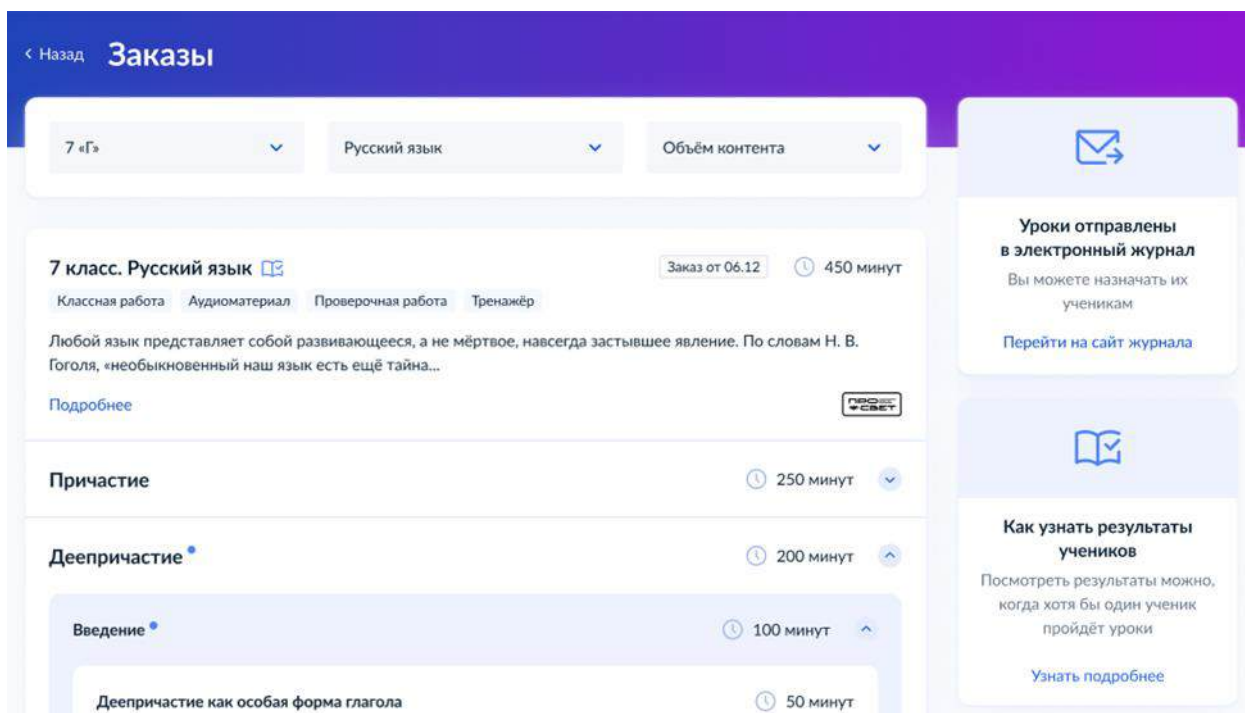 Назад Заказы
7 «Г» Русский язык Объём контента
7 класс. Русский язык Заказ от 06.12 450 минут
Классная работа Аудиоматериал Проверочная работа Тренажёр
Любой язык представляет собой развивающееся, а не мёртвое, навсегда застывшее явление. По словам Н. В.
Гоголя, «необыкновенный наш язык есть ещё тайна...
Подробнее ПРО СВЕТ
Причастие 250 минут
Деепричастие 200 минут
Введение 100 минут
Деепричастие как особая форма глагола 50 минут
Уроки отправлены
в электронный журнал
Вы можете назначать их
ученикам
Перейти на сайт журнала
Как узнать результаты
учеников
Посмотреть результаты можно,
когда хотя бы один ученик
пройдёт уроки
Узнать подробнее